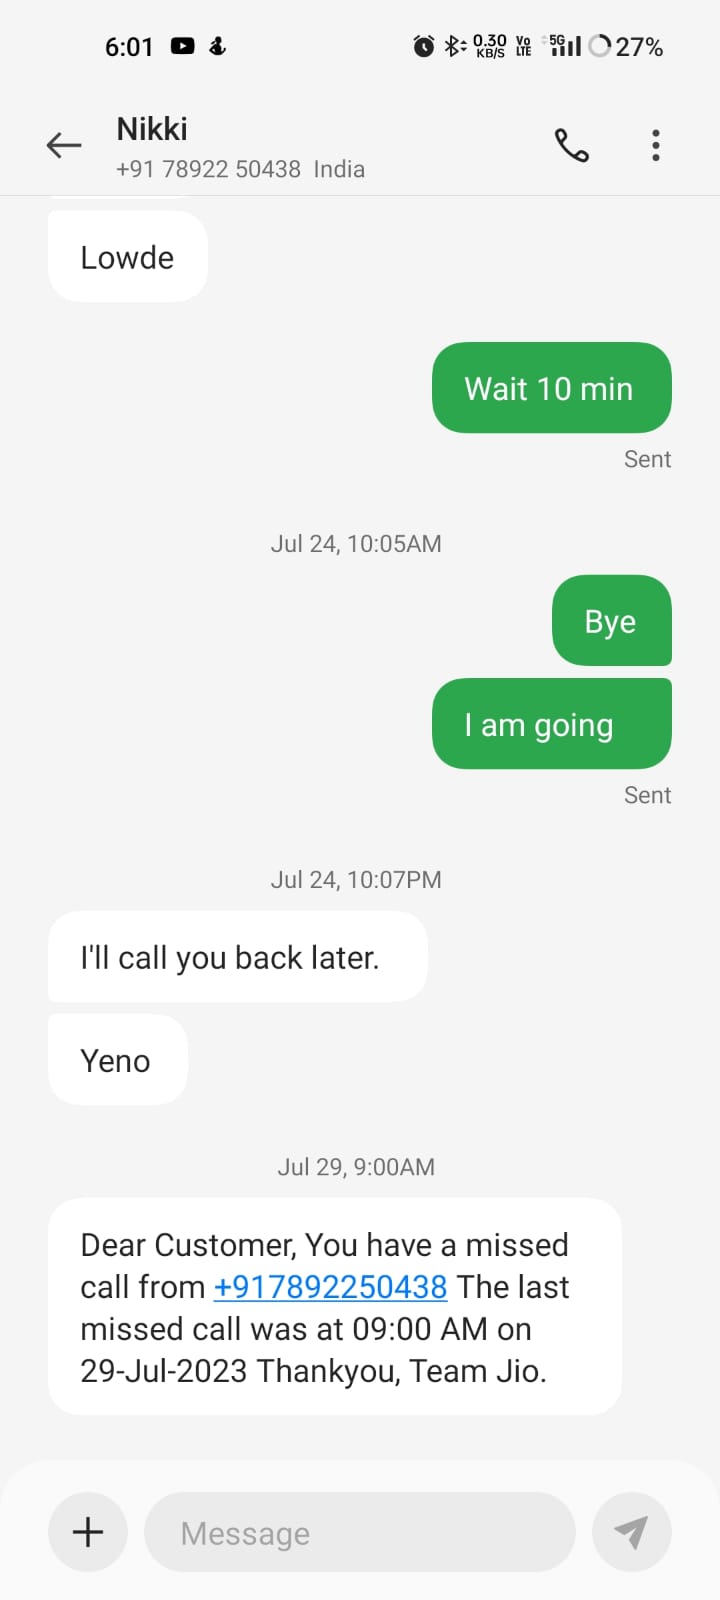 6:01
0.30 KB/S Vo LTE 5G 27%
Nikki
+91 78922 50438 India
Lowde
Wait 10 min
Sent
Jul 24, 10:05AM
Bye
I am going
Sent
Jul 24, 10:07PM
I'll call you back later.
Yeno
Jul 29, 9:00AM
Dear Customer, You have a missed
call from +917892250438 The last
missed call was at 09:00 AM on
29-Jul-2023 Thankyou, Team Jio.
Message